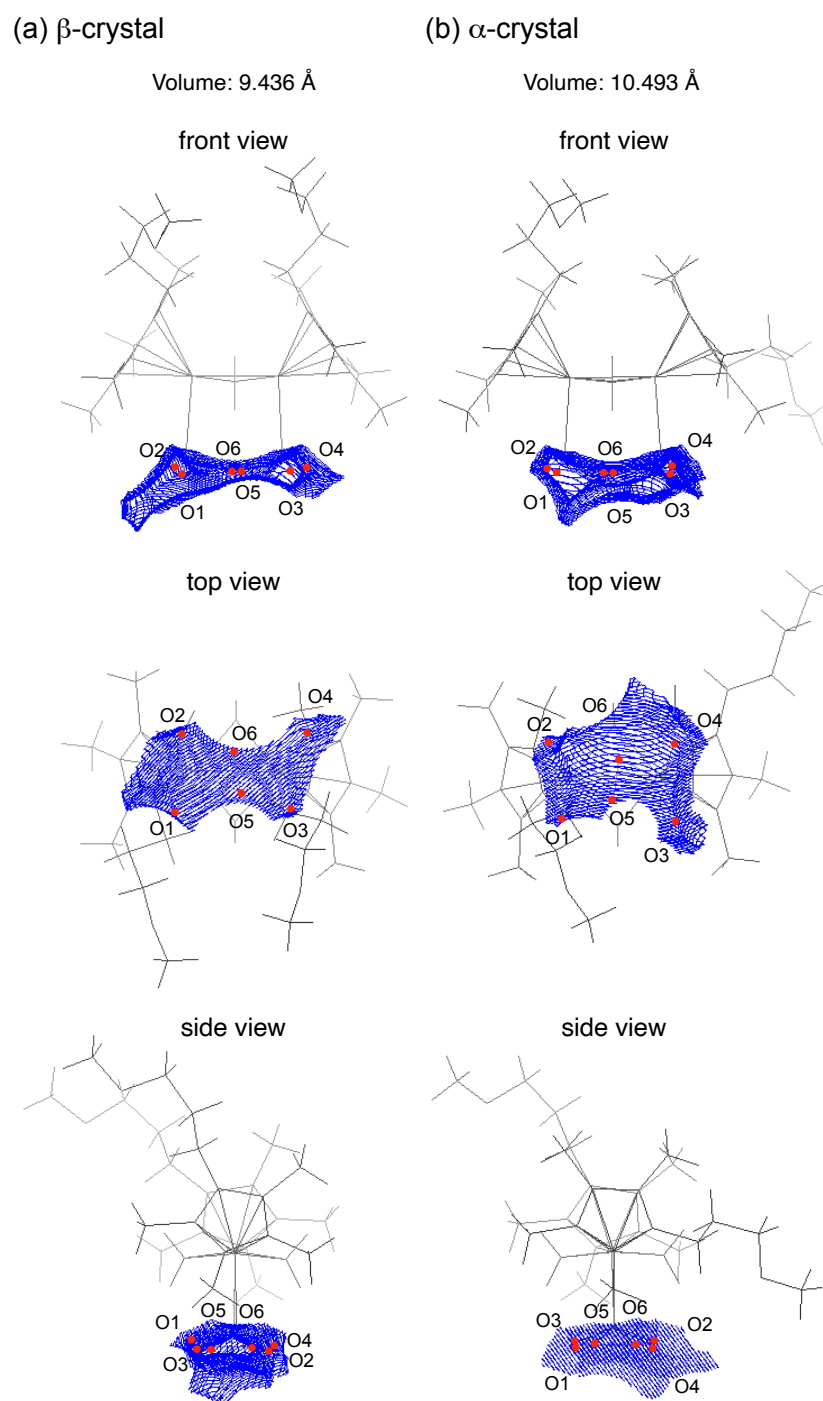 (a) β-crystal
(b) α-crystal
Volume: 9.436 Å
Volume: 10.493 Å
front view
front view
O2 O6 O4
O1 O5 O3
O2 O6 O4
O1 O5 O3
top view
top view
O2 O6 O4
O1 O5 O3
O2 O6 O4
O1 O5 O3
side view
side view
O1 O5 O6 O4
O3 O2
O3 O5 O6 O2
O1 O4